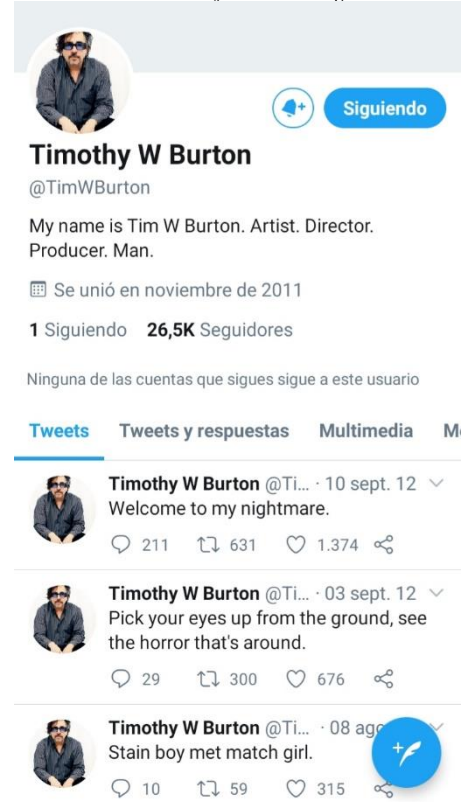 Siguiendo
Timothy W Burton
@TimWBurton
My name is Tim W Burton. Artist. Director.
Producer. Man.
Se unió en noviembre de 2011
1 Siguiendo 26,5K Seguidores
Ninguna de las cuentas que sigues sigue a este usuario
Tweets Tweets y respuestas Multimedia M
Timothy W Burton @Ti... · 10 sept. 12
Welcome to my nightmare.
211 631 1.374
Timothy W Burton @Ti... · 03 sept. 12
Pick your eyes up from the ground, see
the horror that's around.
29 300 676
Timothy W Burton @Ti... · 08 ago
Stain boy met match girl.
10 59 315